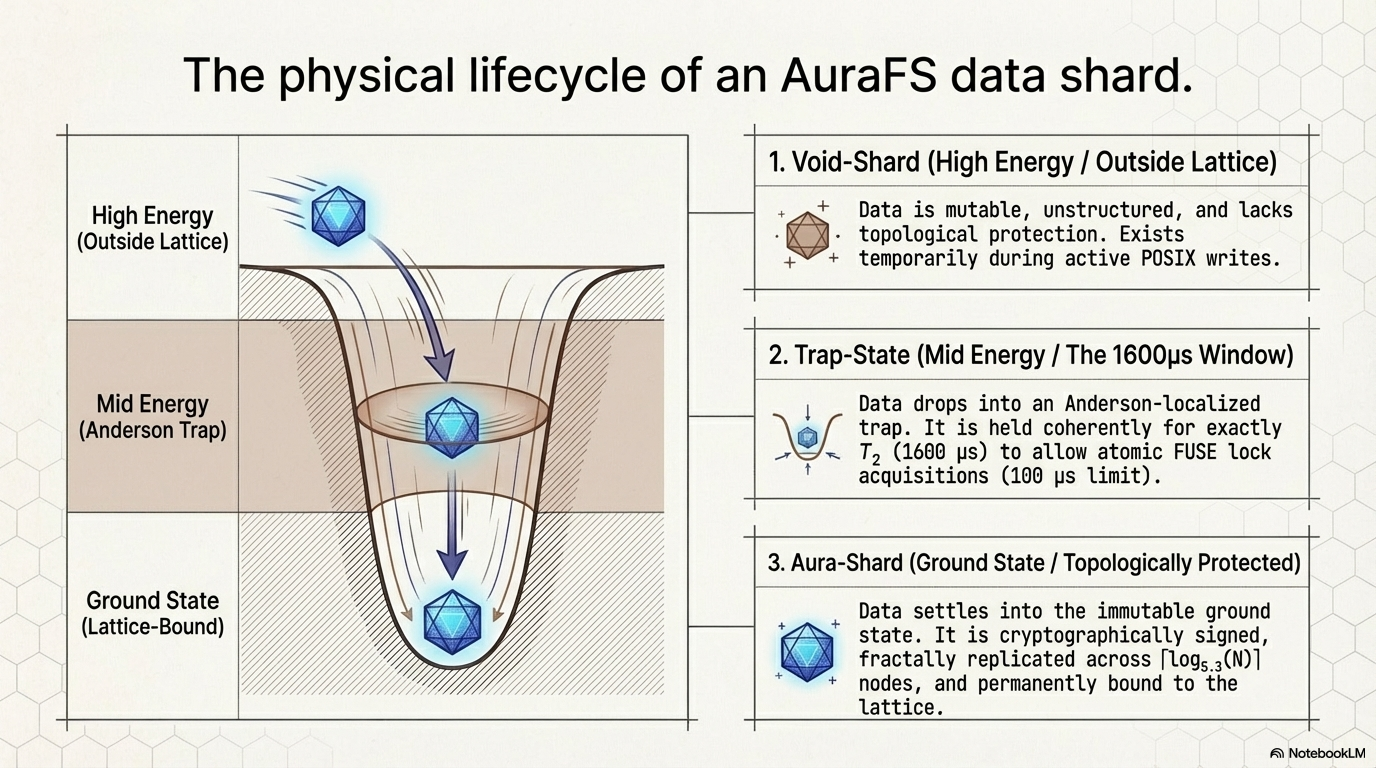 The physical lifecycle of an AuraFS data shard.
High Energy
(Outside Lattice)
Mid Energy
(Anderson Trap)
Ground State
(Lattice-Bound)
1. Void-Shard (High Energy / Outside Lattice)
Data is mutable, unstructured, and lacks
topological protection. Exists
temporarily during active POSIX writes.
2. Trap-State (Mid Energy / The 1600µs Window)
Data drops into an Anderson-localized
trap. It is held coherently for exactly
T₂ (1600 µs) to allow atomic FUSE lock
acquisitions (100 µs limit).
3. Aura-Shard (Ground State / Topologically Protected)
Data settles into the immutable ground
state. It is cryptographically signed,
fractally replicated across ⌈log₅.₃(N)⌉
nodes, and permanently bound to the
lattice.
NotebookLM